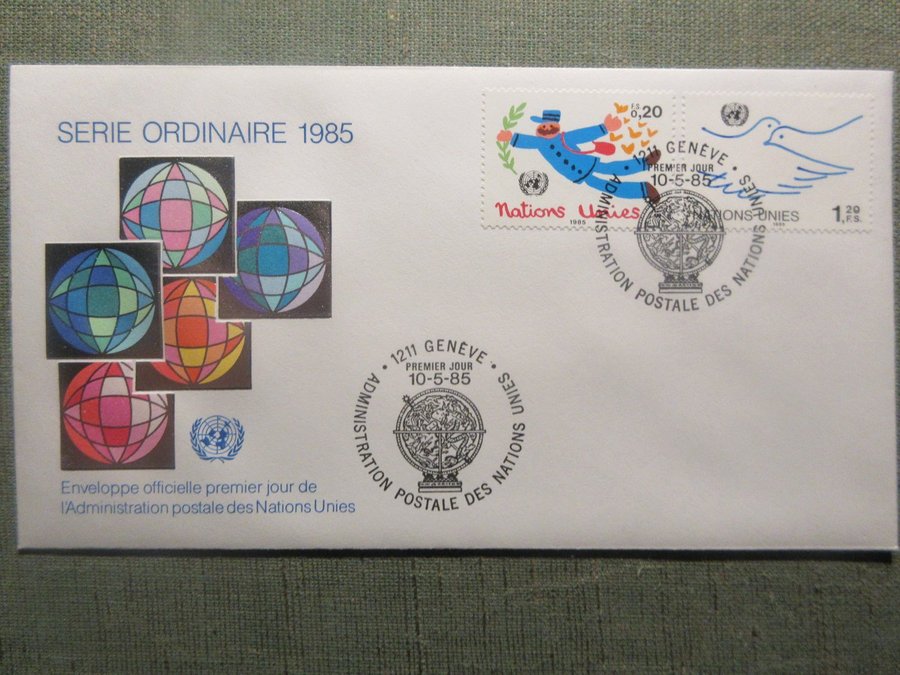 SERIE ORDINAIRE 1985
F.S.
0,20
Nations Unies
1985
NATIONS UNIES
1985
1,20
F.S.
• 1211 GENÈVE •
PREMIER JOUR
10-5-85
ADMINISTRATION POSTALE DES NATIONS UNIES
• 1211 GENÈVE •
PREMIER JOUR
10-5-85
ADMINISTRATION POSTALE DES NATIONS UNIES
Enveloppe officielle premier jour de
l'Administration postale des Nations Unies